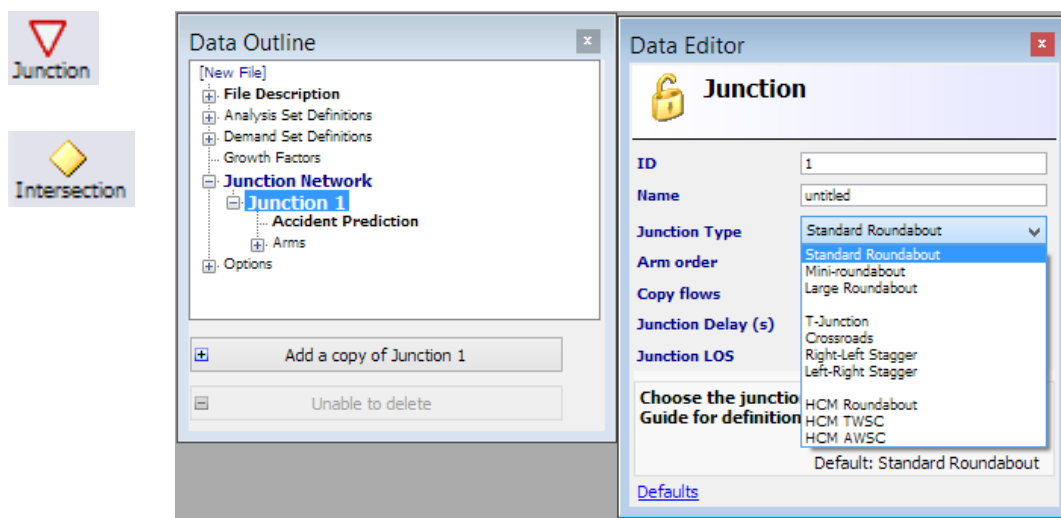 Junction
Intersection
Data Outline
x
[New File]
File Description
Analysis Set Definitions
Demand Set Definitions
Growth Factors
Junction Network
Junction 1
Accident Prediction
Arms
Options
Add a copy of Junction 1
Unable to delete
Data Editor
x
Junction
ID
1
Name
untitled
Junction Type
Standard Roundabout
Arm order
Copy flows
Junction Delay (s)
Junction LOS
Standard Roundabout
Mini-roundabout
Large Roundabout
T-Junction
Crossroads
Right-Left Stagger
Left-Right Stagger
HCM Roundabout
HCM TWSC
HCM AWSC
Choose the junctio
Guide for definition
Default: Standard Roundabout
Defaults